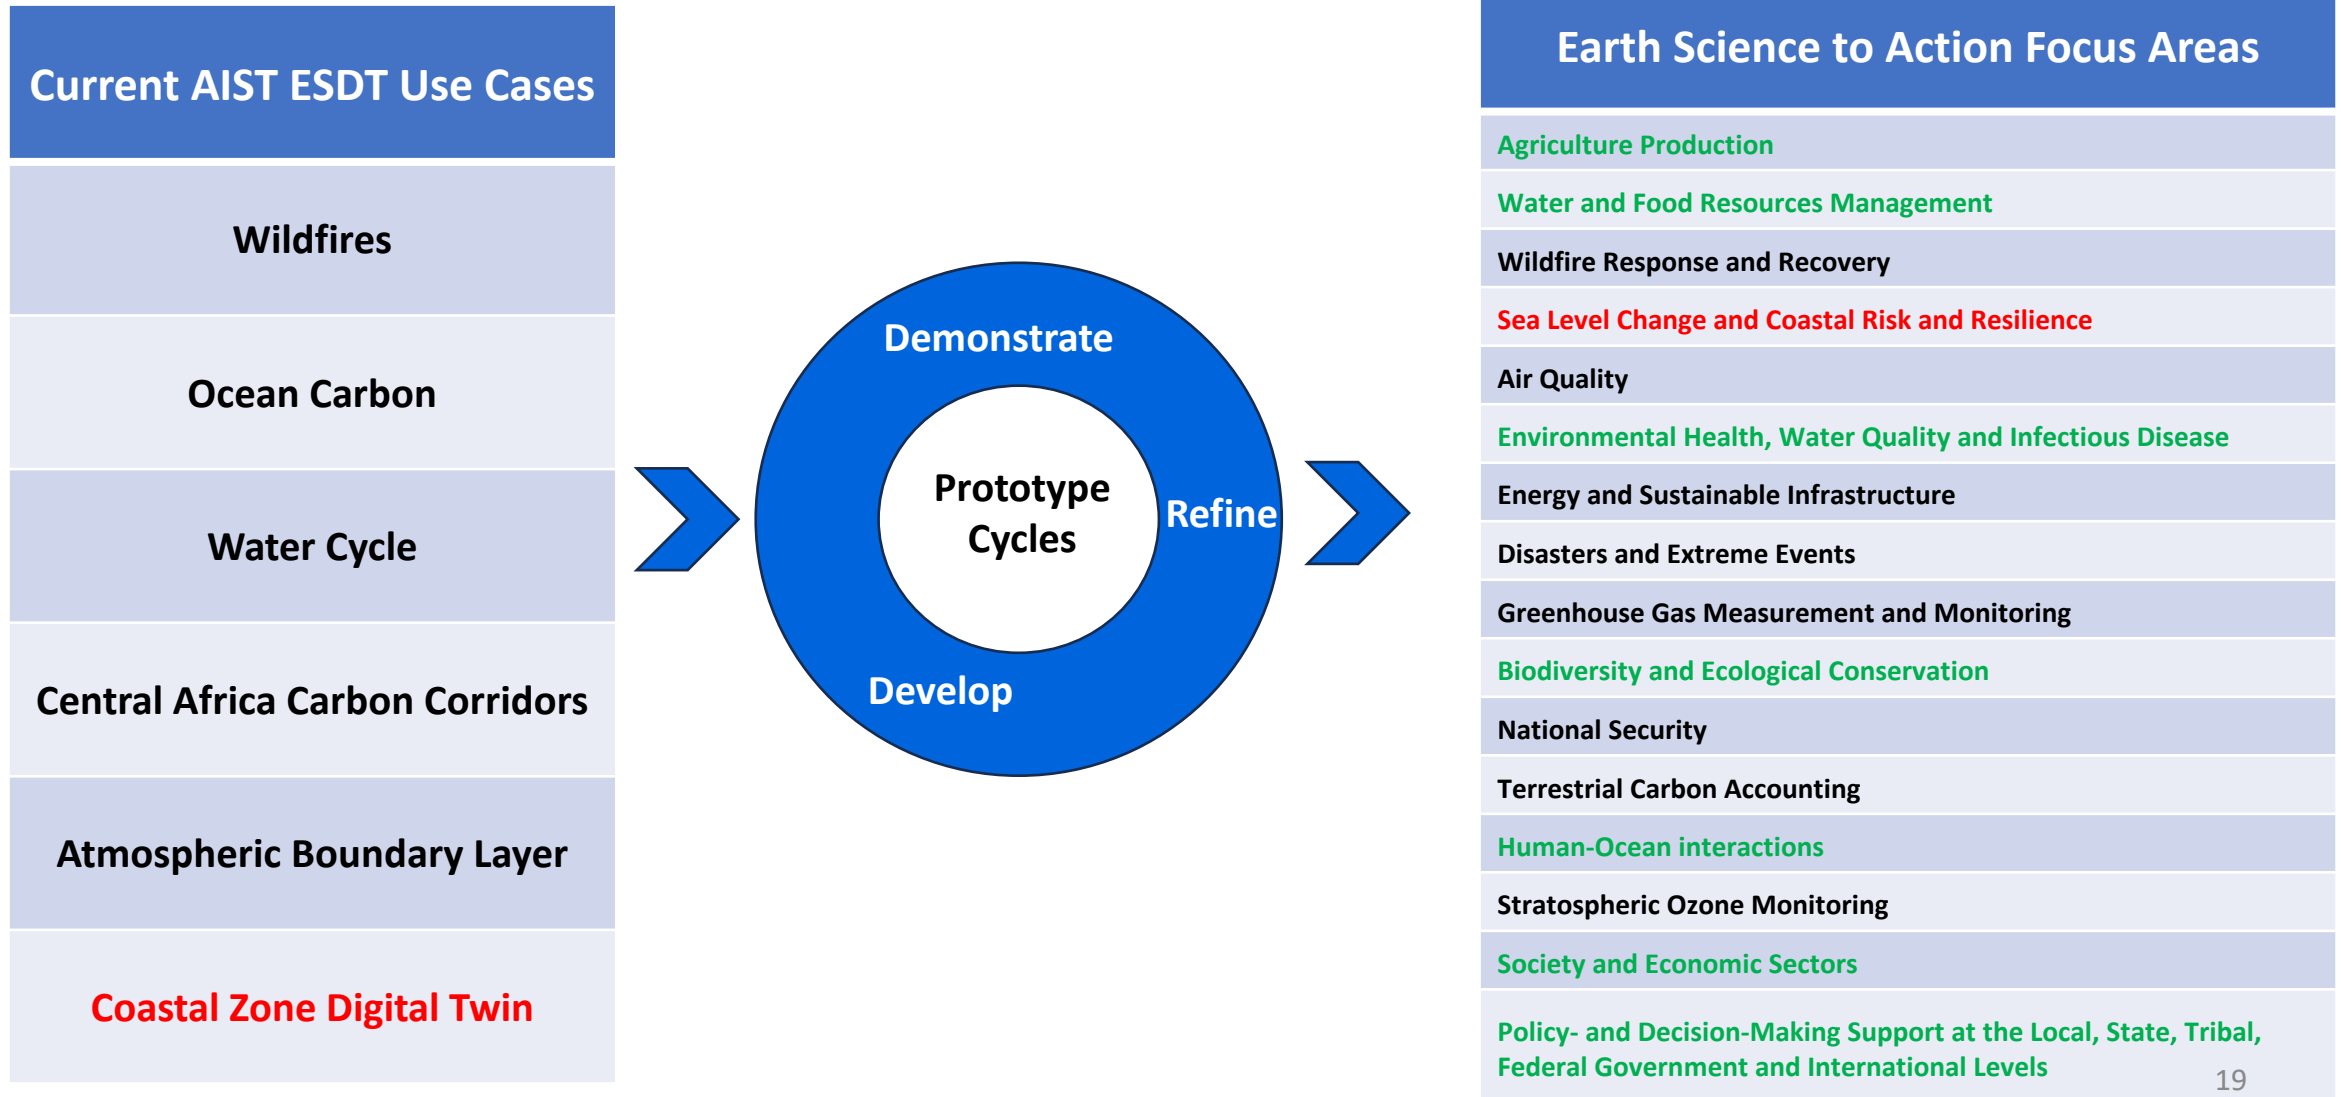 Current AIST ESDT Use Cases
Wildfires
Ocean Carbon
Water Cycle
Central Africa Carbon Corridors
Atmospheric Boundary Layer
Coastal Zone Digital Twin
Demonstrate
Prototype
Cycles
Refine
Develop
Earth Science to Action Focus Areas
Agriculture Production
Water and Food Resources Management
Wildfire Response and Recovery
Sea Level Change and Coastal Risk and Resilience
Air Quality
Environmental Health, Water Quality and Infectious Disease
Energy and Sustainable Infrastructure
Disasters and Extreme Events
Greenhouse Gas Measurement and Monitoring
Biodiversity and Ecological Conservation
National Security
Terrestrial Carbon Accounting
Human-Ocean interactions
Stratospheric Ozone Monitoring
Society and Economic Sectors
Policy- and Decision-Making Support at the Local, State, Tribal,
Federal Government and International Levels
19